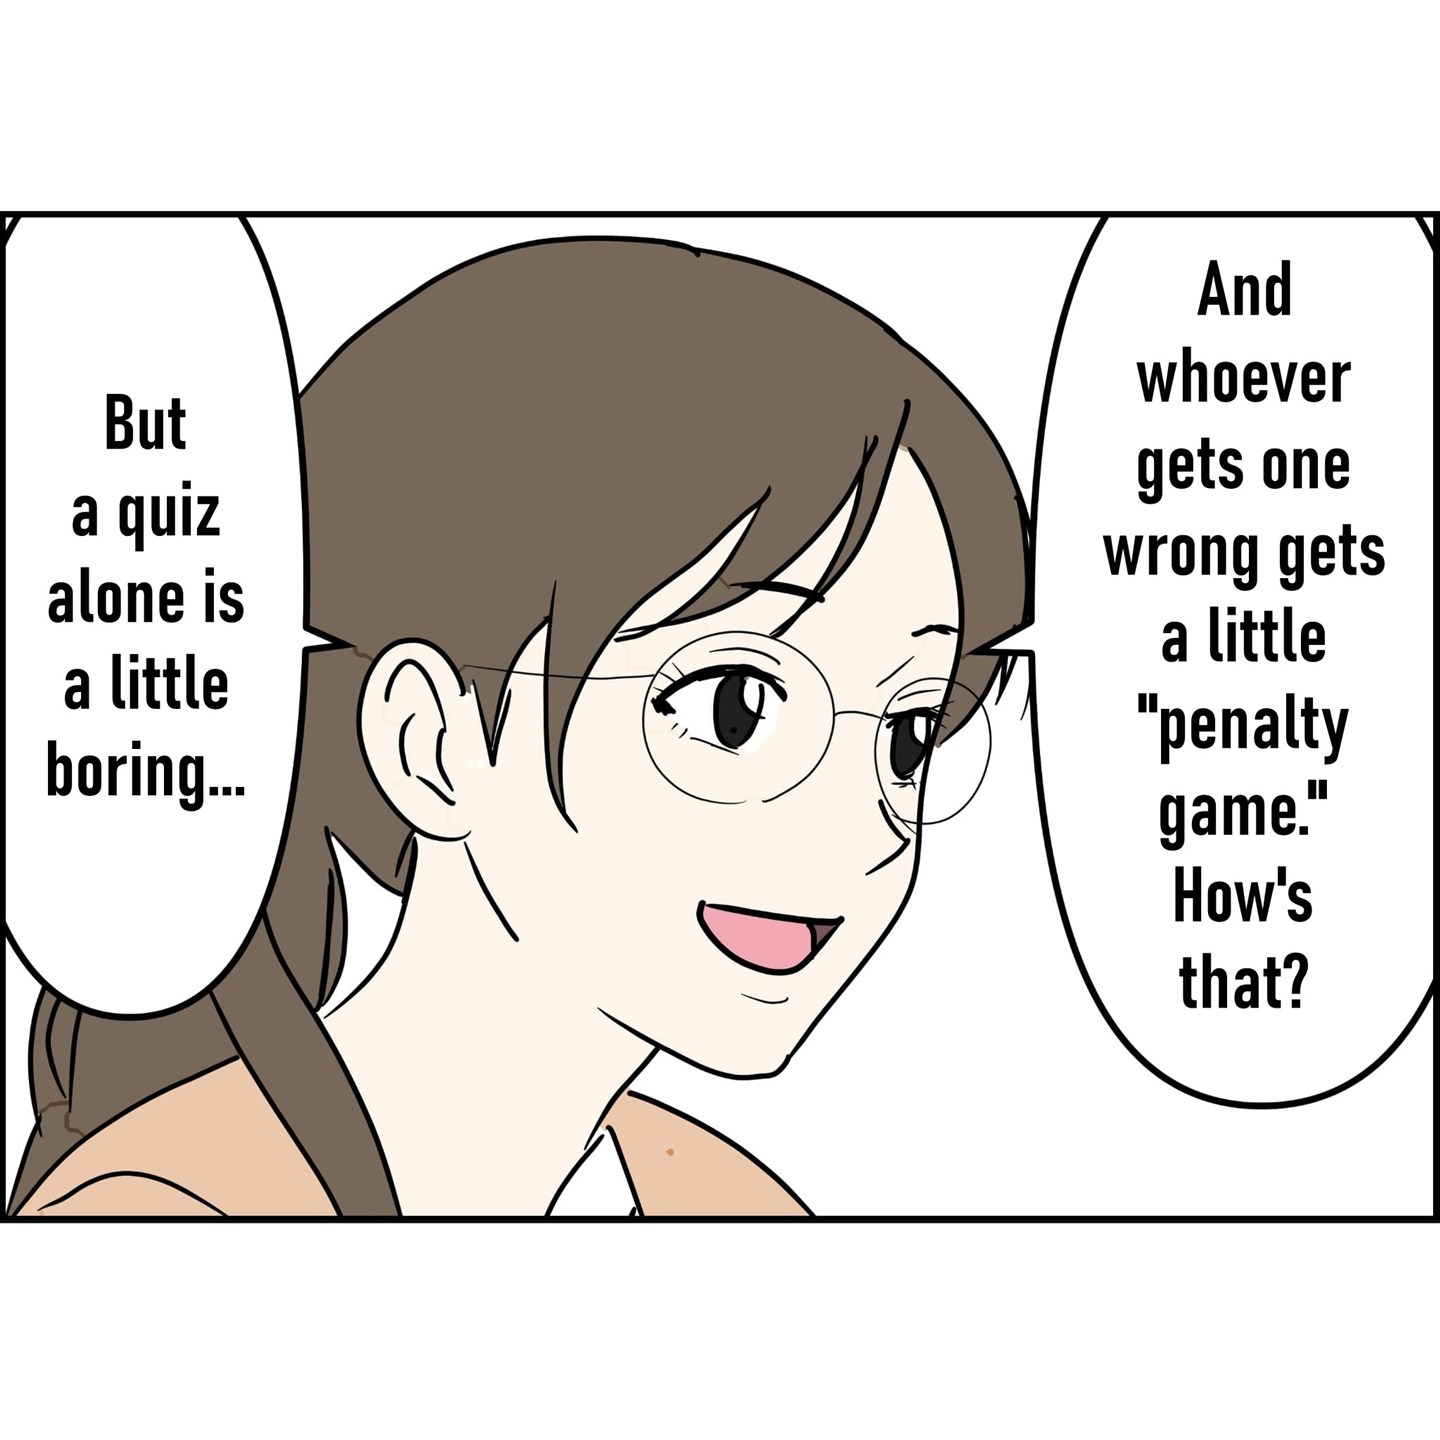 But
a quiz
alone is
a little
boring...
And
whoever
gets one
wrong gets
a little
"penalty
game."
How's
that?